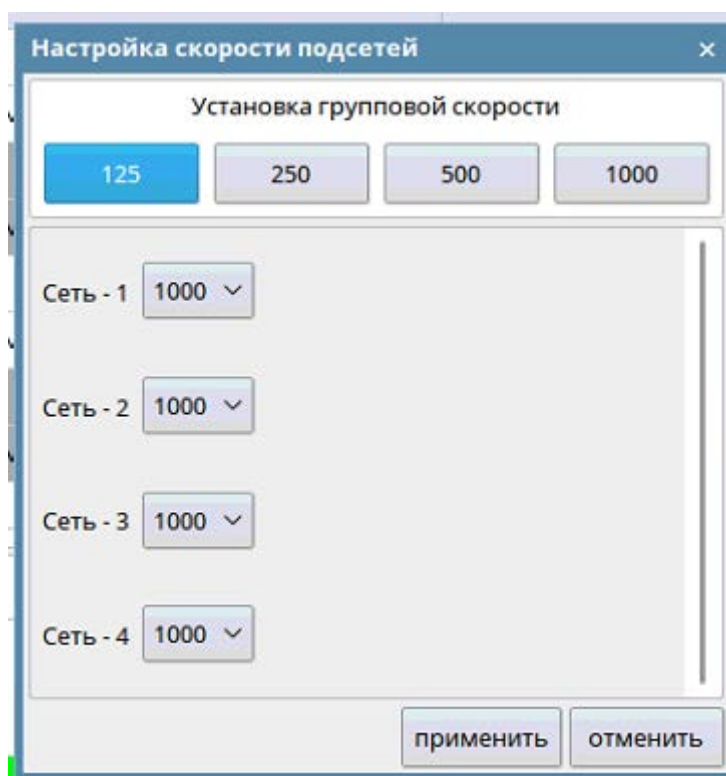 Настройка скорости подсетей ×
Установка групповой скорости
125 250 500 1000
Сеть - 1 1000
Сеть - 2 1000
Сеть - 3 1000
Сеть - 4 1000
применить отменить